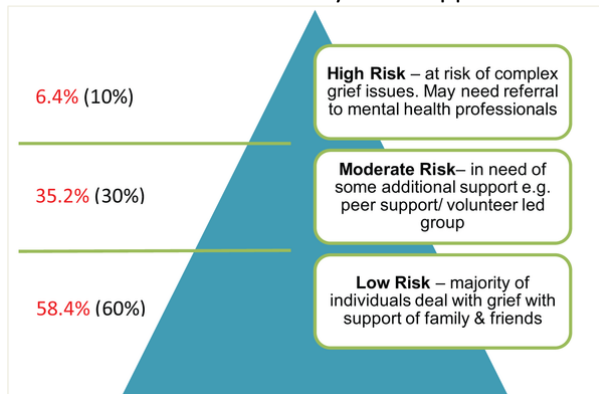 6.4% (10%)
High Risk – at risk of complex
grief issues. May need referral
to mental health professionals
35.2% (30%)
Moderate Risk– in need of
some additional support e.g.
peer support/ volunteer led
group
58.4% (60%)
Low Risk – majority of
individuals deal with grief with
support of family & friends